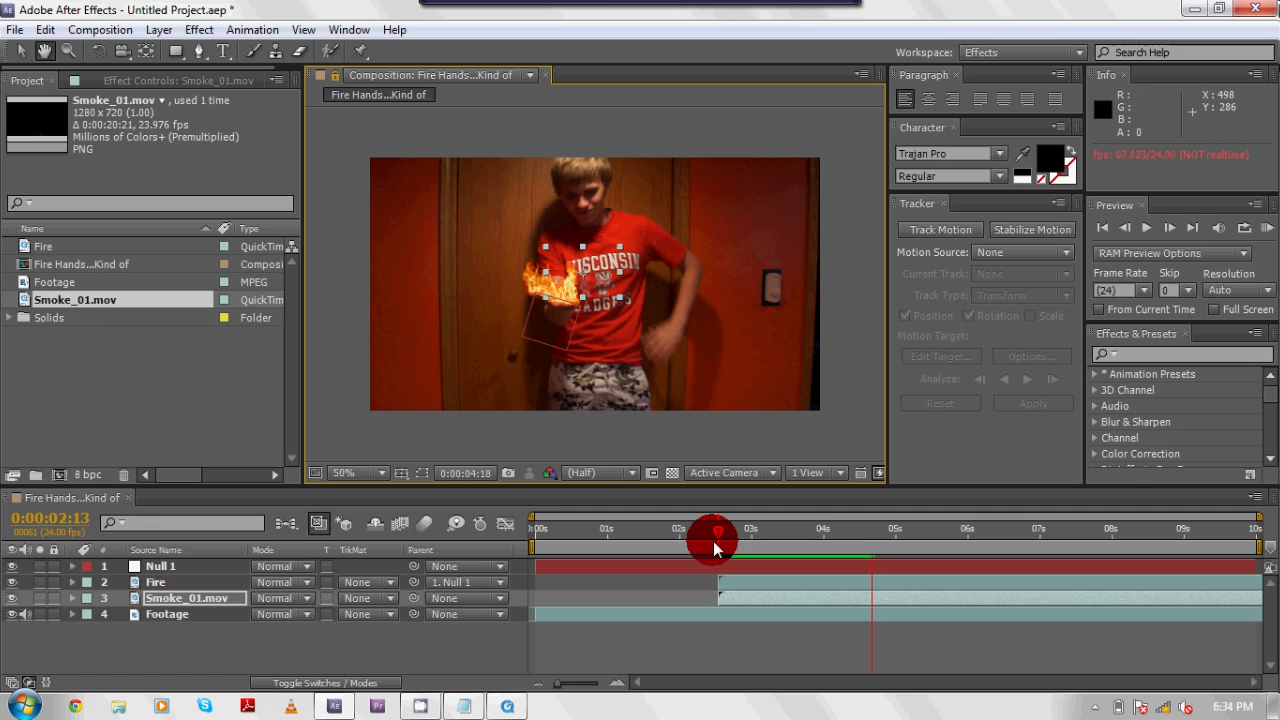 Adobe After Effects - Untitled Project.aep *
File Edit Composition Layer Effect Animation View Window Help
Workspace: Effects Search Help
Project Effect Controls: Smoke_01.mov
Smoke_01.mov ▾, used 1 time
1280 x 720 (1.00)
Δ 0:00:20:21, 23.976 fps
Millions of Colors+ (Premultiplied)
PNG
Name Type
Fire QuickTim
Fire Hands...Kind of Composi
Footage QuickTim
Smoke_01.mov QuickTim
Solids Folder
8 bpc
Composition: Fire Hands...Kind of
Fire Hands...Kind of
WISCONSIN
BADGERS
50% 0:00:04:18 (Half) Active Camera 1 View
Paragraph
Character
Trajan Pro
Regular
Tracker
Track Motion Stabilize Motion
Motion Source: None
Current Track: None
Track Type: Transform
Position Rotation Scale
Motion Target:
Edit Target... Options...
Analyze:
Reset Apply
Info
R: X: 498
G: Y: 286
B:
A: 0
fps: 07.023/24.00 (NOT realtime)
Preview
RAM Preview Options
Frame Rate Skip Resolution
(24) 0 Auto
From Current Time Full Screen
Effects & Presets
* Animation Presets
3D Channel
Audio
Blur & Sharpen
Channel
Color Correction
Fire Hands...Kind of
0:00:02:13
00061 (24.00 fps)
0:00s 01s 02s 03s 04s 05s 06s 07s 08s 09s 10s
# Source Name Mode T TrkMat Parent
1 Null 1 Normal None
2 Fire Normal None 1. Null 1
3 Smoke_01.mov Normal None None
4 Footage Normal None None
Toggle Switches / Modes
6:34 PM